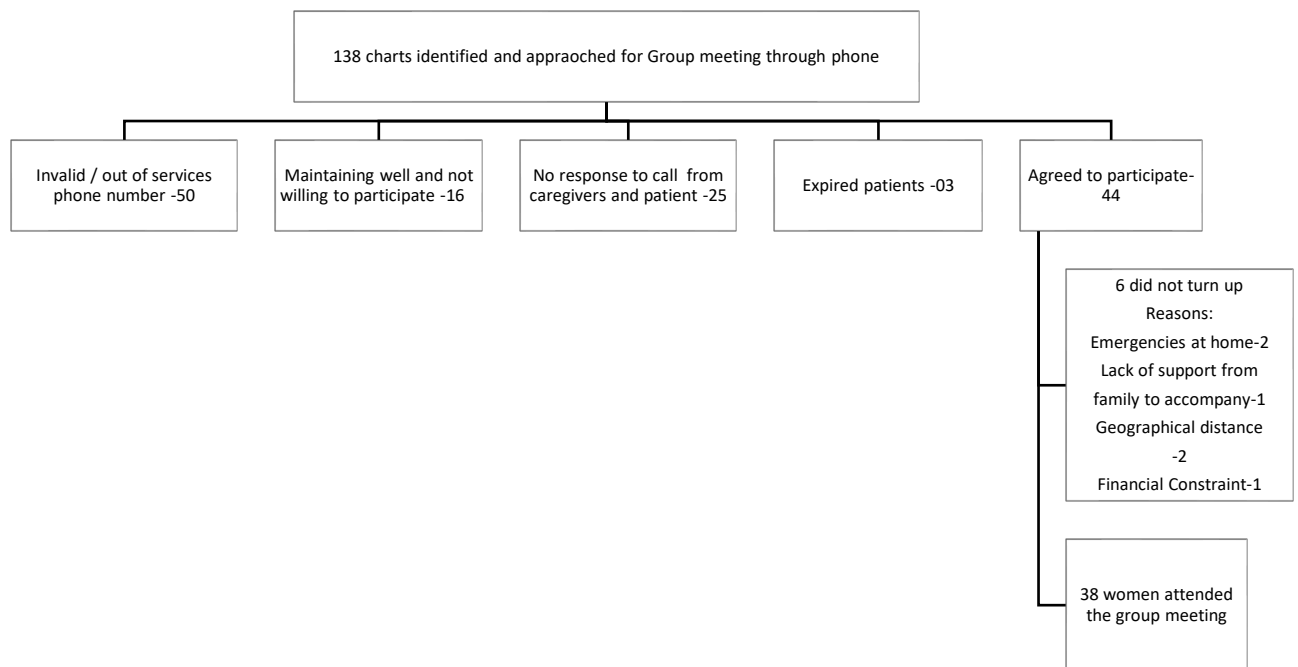 138 charts identified and appraoched for Group meeting through phone
Invalid / out of services
phone number -50
Maintaining well and not
willing to participate -16
No response to call from
caregivers and patient -25
Expired patients -03
Agreed to participate-
44
6 did not turn up
Reasons:
Emergencies at home-2
Lack of support from
family to accompany-1
Geographical distance
-2
Financial Constraint-1
38 women attended
the group meeting